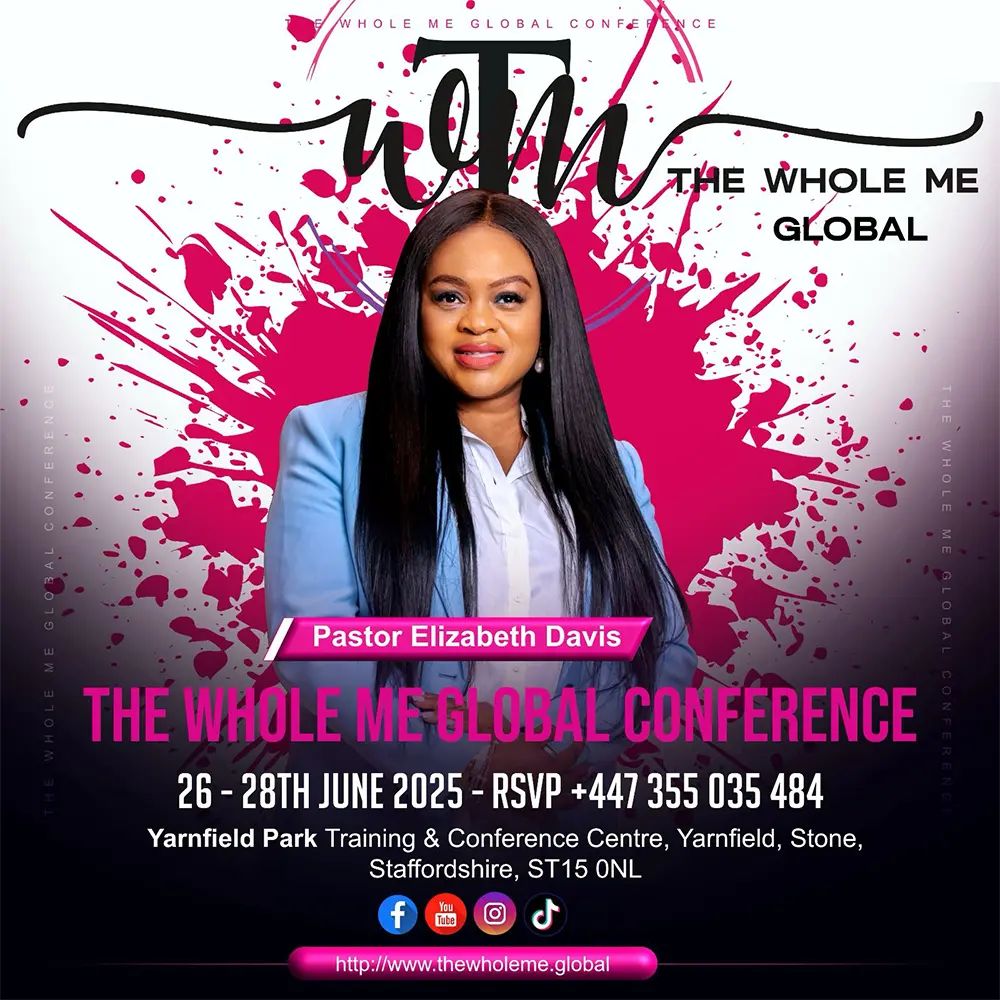 THE WHOLE ME GLOBAL CONFERENCE
wTm
THE WHOLE ME
GLOBAL
THE WHOLE ME GLOBAL CONFERENCE
THE WHOLE ME GLOBAL CONFERENCE
Pastor Elizabeth Davis
THE WHOLE ME GLOBAL CONFERENCE
26 - 28TH JUNE 2025 - RSVP +447 355 035 484
Yarnfield Park Training & Conference Centre, Yarnfield, Stone,
Staffordshire, ST15 0NL
f
You
Tube
http://www.thewholeme.global